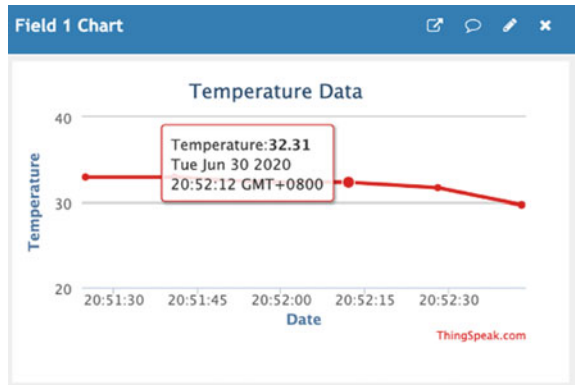 Field 1 Chart
Temperature Data
Temperature:32.31
Tue Jun 30 2020
20:52:12 GMT+0800
Temperature
40
30
20
20:51:30 20:51:45 20:52:00 20:52:15 20:52:30
Date
ThingSpeak.com